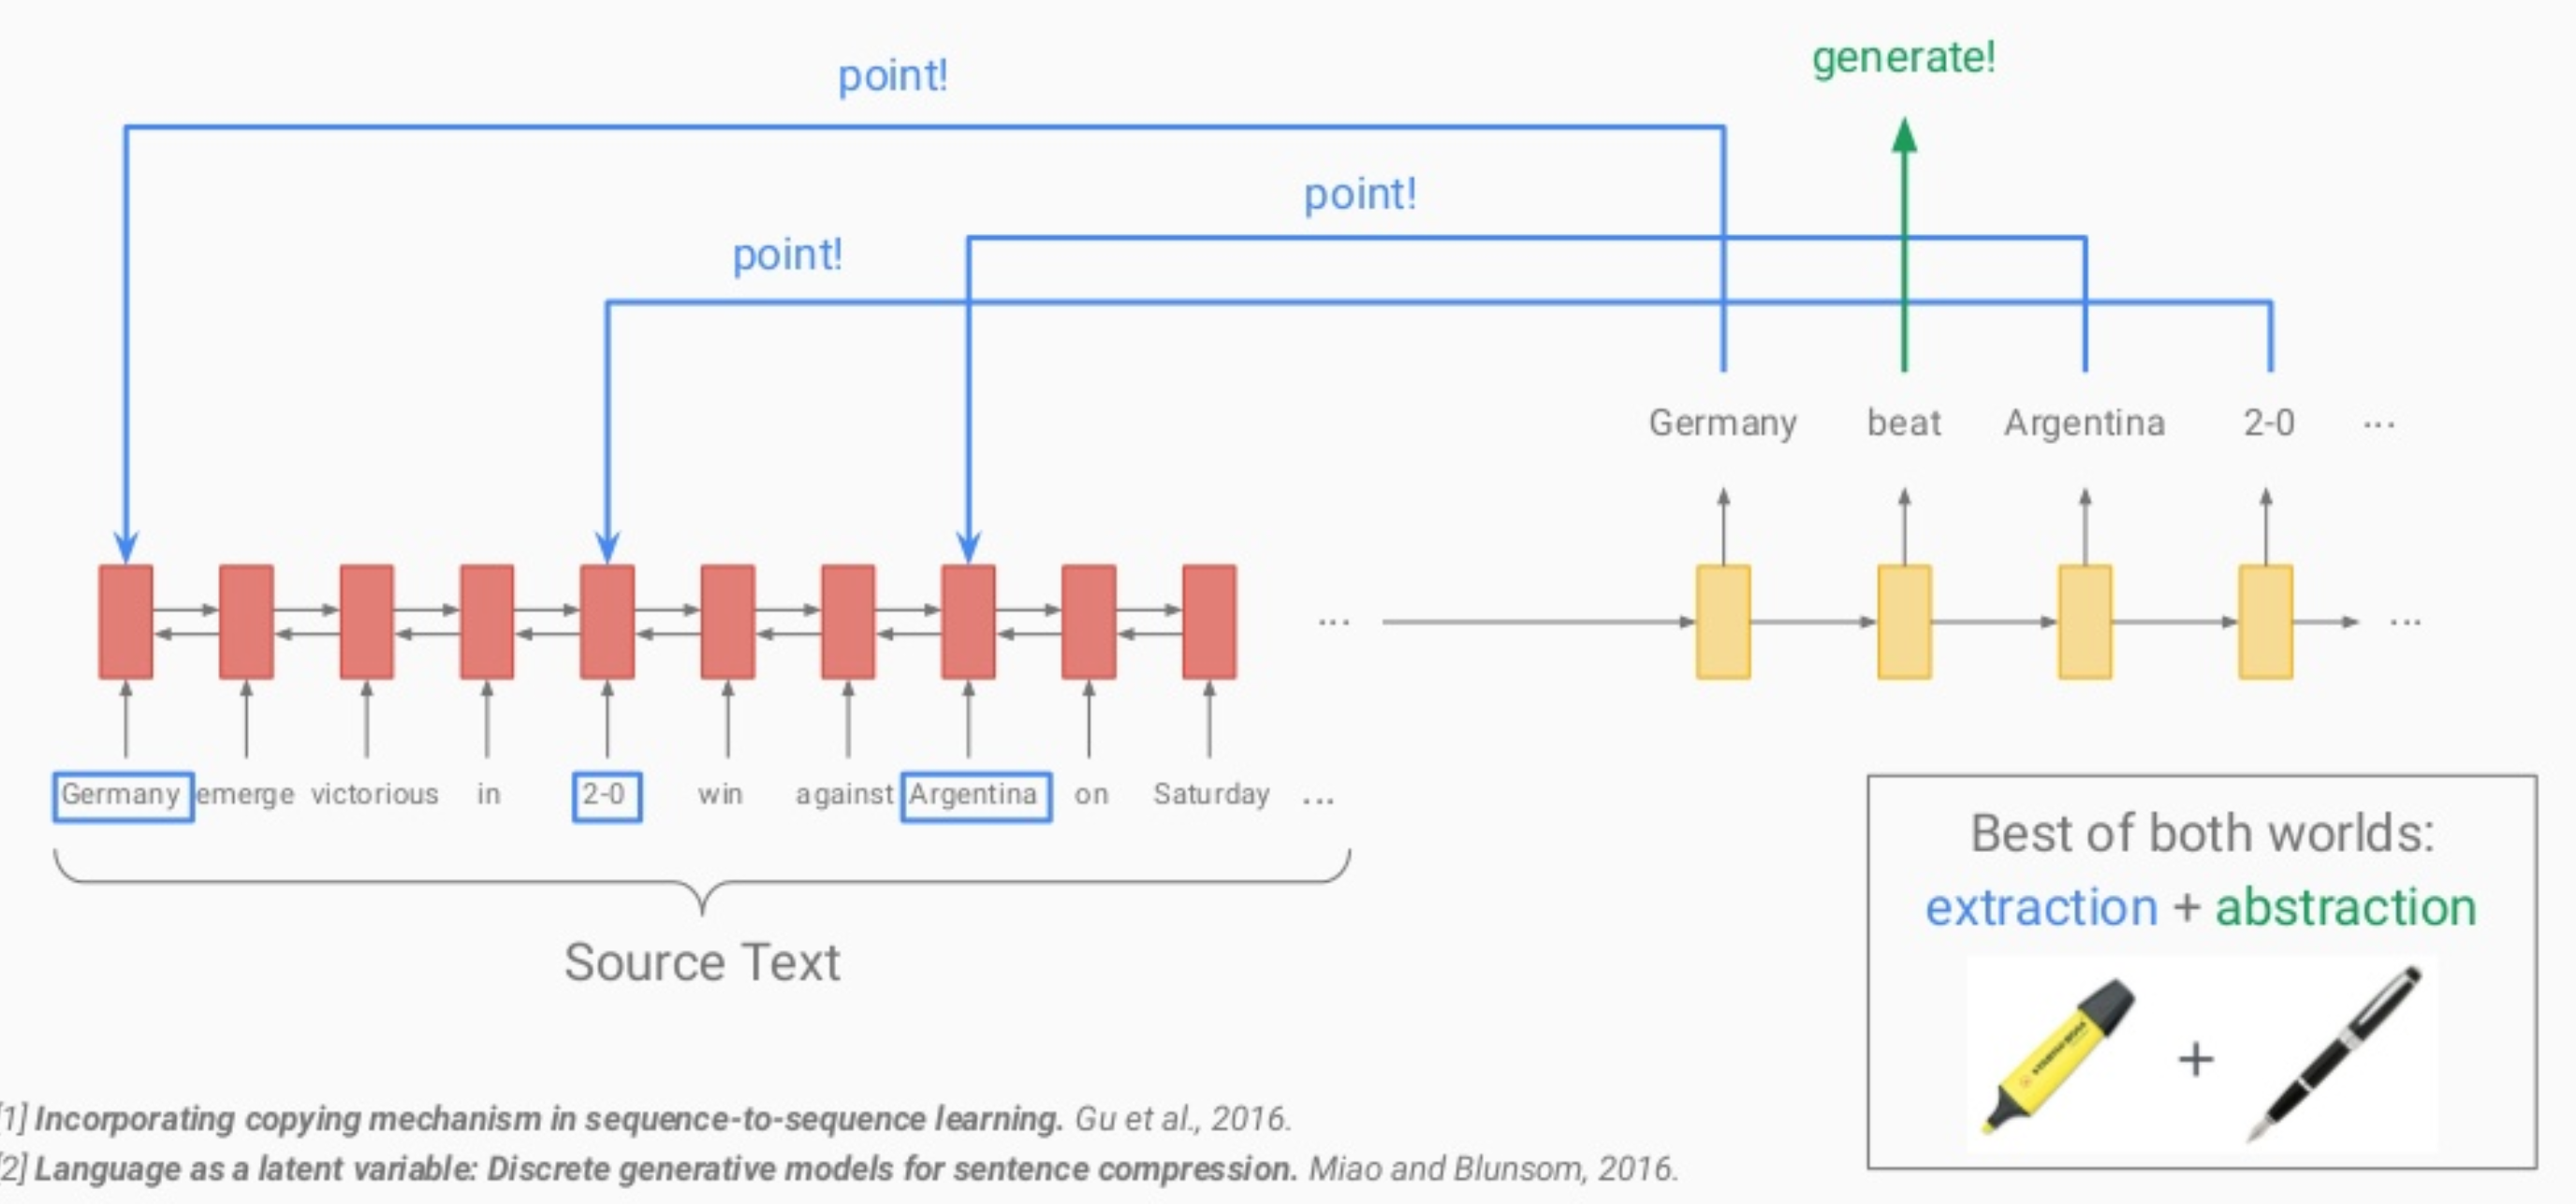 generate!
point!
point!
point!
Germany beat Argentina 2-0 ...
... ...
Germany emerge victorious in 2-0 win against Argentina on Saturday ...
Source Text
Best of both worlds:
extraction + abstraction
+
[1] Incorporating copying mechanism in sequence-to-sequence learning. Gu et al., 2016.
[2] Language as a latent variable: Discrete generative models for sentence compression. Miao and Blunsom, 2016.